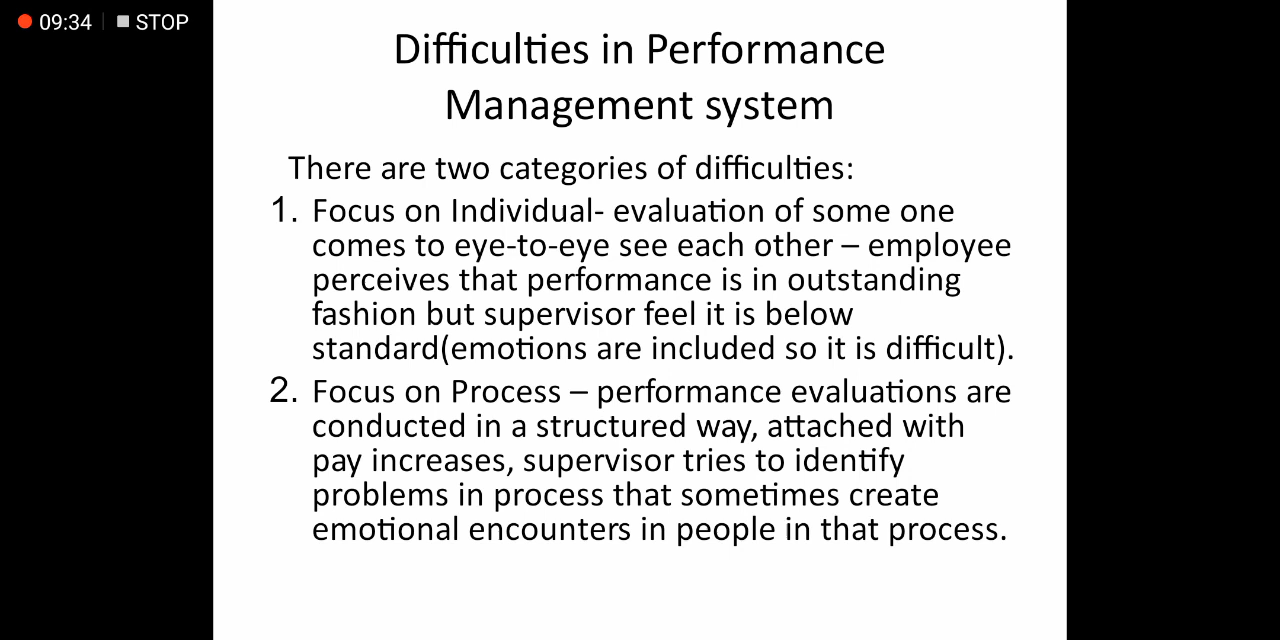 09:34 STOP
Difficulties in Performance
Management system
There are two categories of difficulties:
1. Focus on Individual- evaluation of some one
comes to eye-to-eye see each other – employee
perceives that performance is in outstanding
fashion but supervisor feel it is below
standard(emotions are included so it is difficult).
2. Focus on Process – performance evaluations are
conducted in a structured way, attached with
pay increases, supervisor tries to identify
problems in process that sometimes create
emotional encounters in people in that process.